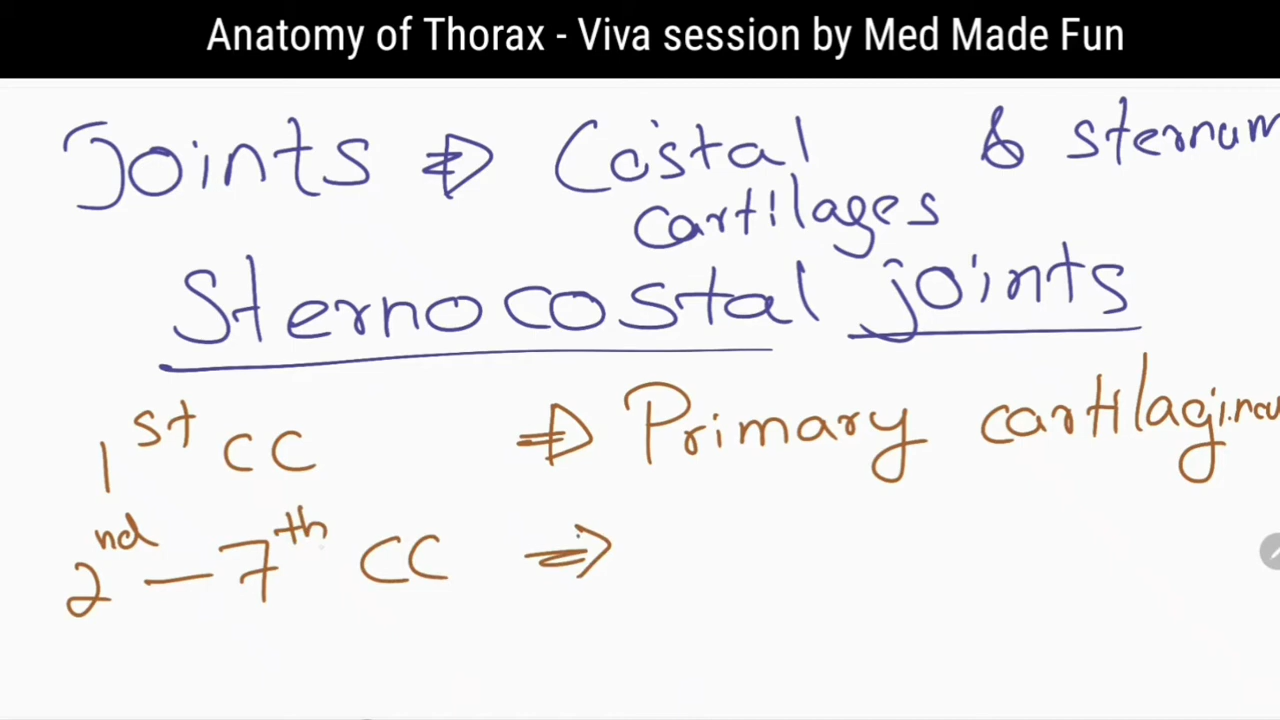 Anatomy of Thorax - Viva session by Med Made Fun
Joints ⇒ Costal cartilages & sternum
Sternocostal joints
1st CC ⇒ Primary cartilaginou
2nd — 7th CC ⇒